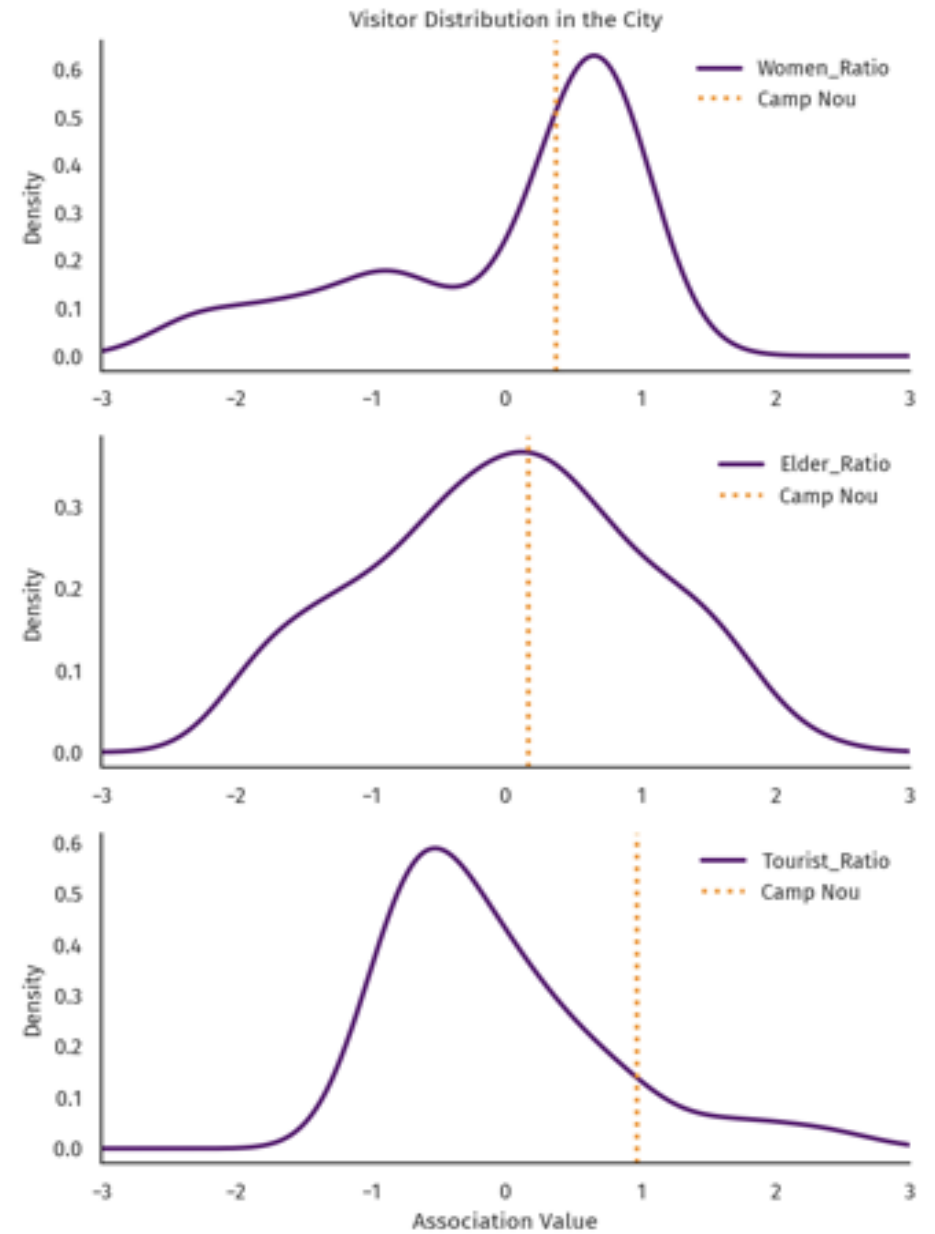 Visitor Distribution in the City
Women_Ratio
Camp Nou
Density
0.6
0.5
0.4
0.3
0.2
0.1
0.0
−3 −2 −1 0 1 2 3
Elder_Ratio
Camp Nou
Density
0.3
0.2
0.1
0.0
−3 −2 −1 0 1 2 3
Tourist_Ratio
Camp Nou
Density
0.6
0.5
0.4
0.3
0.2
0.1
0.0
−3 −2 −1 0 1 2 3
Association Value